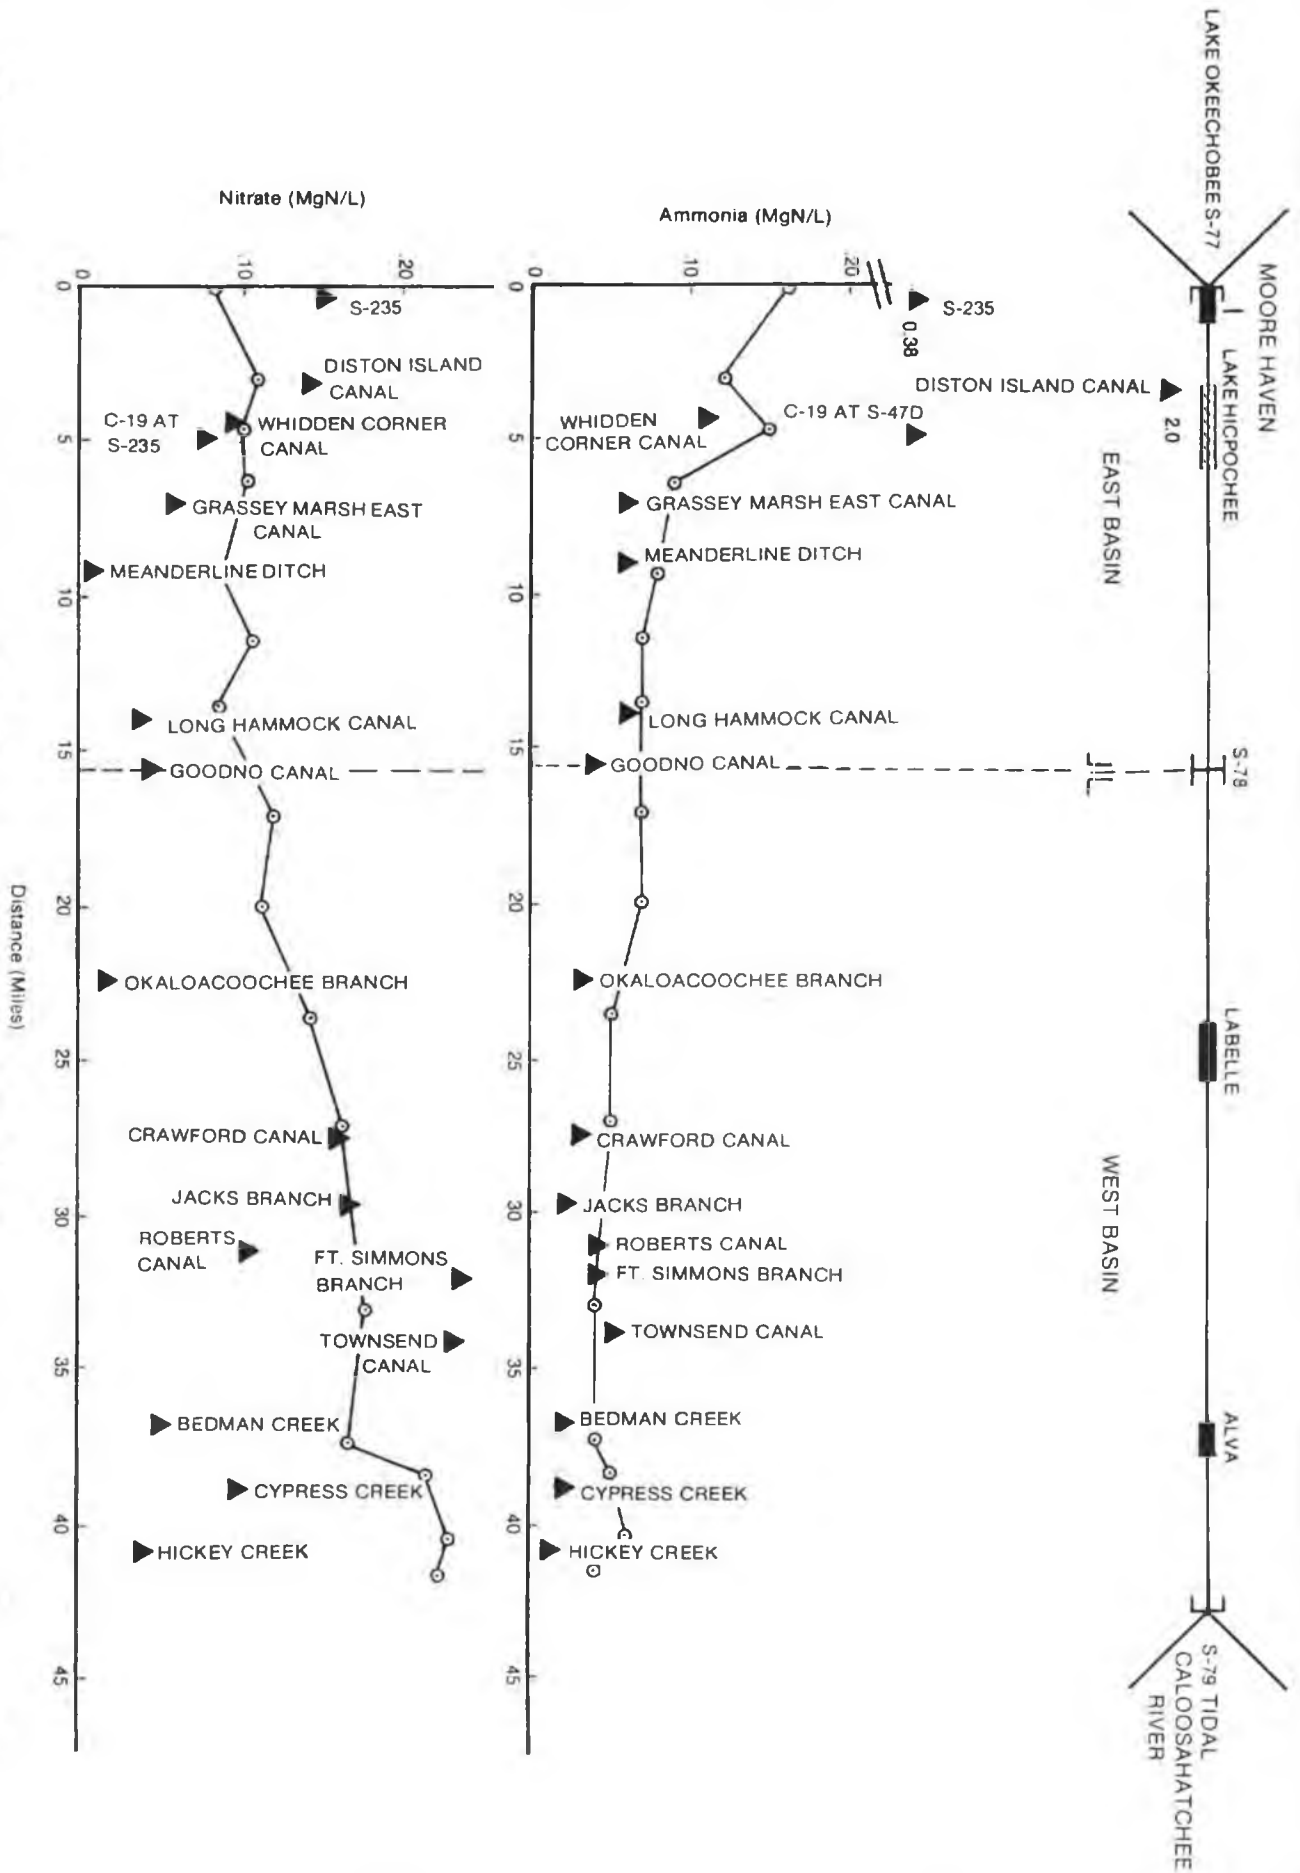 LAKE OKEECHOBEE S-77
MOORE HAVEN
LAKE HICPOCHEE
S-78
LABELLE
ALVA
S-79 TIDAL
CALOOSAHATCHEE
RIVER
EAST BASIN
WEST BASIN
Ammonia (MgN/L)
0
.10
.20
S-235
0.38
DISTON ISLAND CANAL
2.0
WHIDDEN
CORNER CANAL
C-19 AT S-47D
GRASSEY MARSH EAST CANAL
MEANDERLINE DITCH
LONG HAMMOCK CANAL
GOODNO CANAL
OKALOACOOCHEE BRANCH
CRAWFORD CANAL
JACKS BRANCH
ROBERTS CANAL
FT. SIMMONS BRANCH
TOWNSEND CANAL
BEDMAN CREEK
CYPRESS CREEK
HICKEY CREEK
0
5
10
15
20
25
30
35
40
45
Nitrate (MgN/L)
0
.10
.20
S-235
DISTON ISLAND
CANAL
C-19 AT
S-235
WHIDDEN CORNER
CANAL
GRASSEY MARSH EAST
CANAL
MEANDERLINE DITCH
LONG HAMMOCK CANAL
GOODNO CANAL
OKALOACOOCHEE BRANCH
CRAWFORD CANAL
JACKS BRANCH
ROBERTS
CANAL
FT. SIMMONS
BRANCH
TOWNSEND
CANAL
BEDMAN CREEK
CYPRESS CREEK
HICKEY CREEK
0
5
10
15
20
25
30
35
40
45
Distance (Miles)